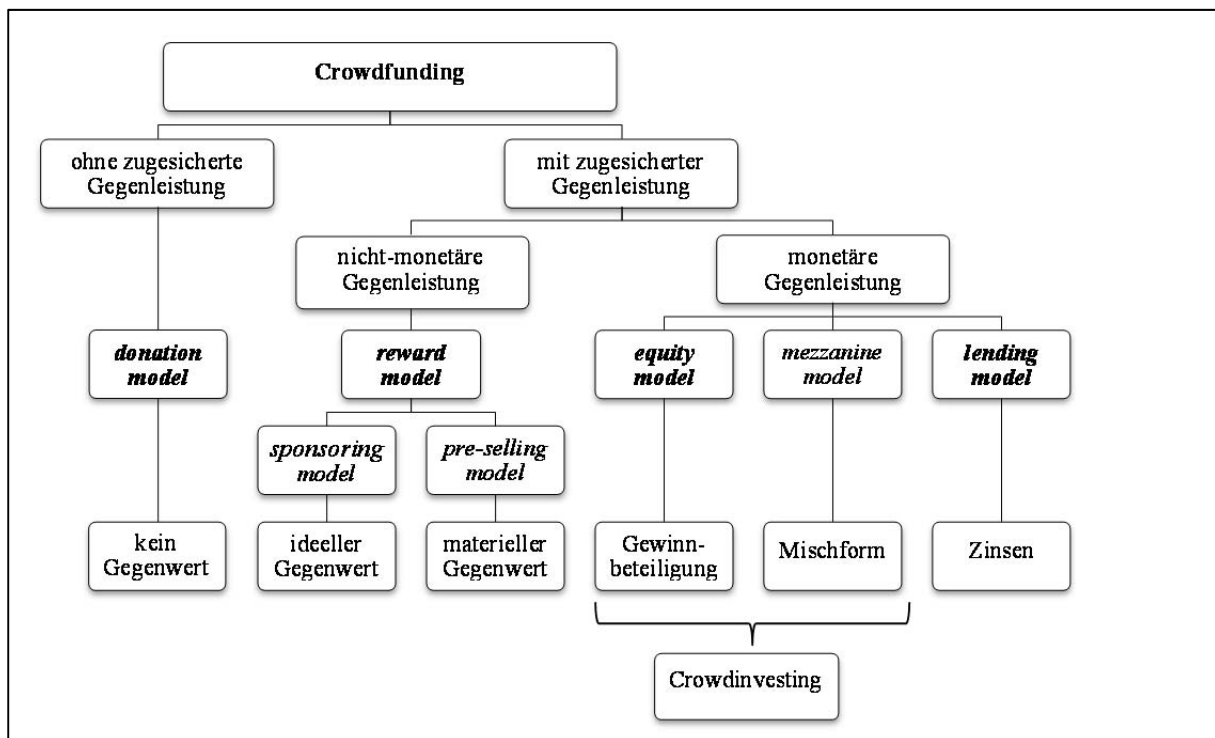 Crowdfunding
ohne zugesicherte
Gegenleistung
mit zugesicherter
Gegenleistung
nicht-monetäre
Gegenleistung
monetäre
Gegenleistung
donation
model
reward
model
equity
model
mezzanine
model
lending
model
sponsoring
model
pre-selling
model
kein
Gegenwert
ideeller
Gegenwert
materieller
Gegenwert
Gewinn-
beteiligung
Mischform
Zinsen
Crowdinvesting